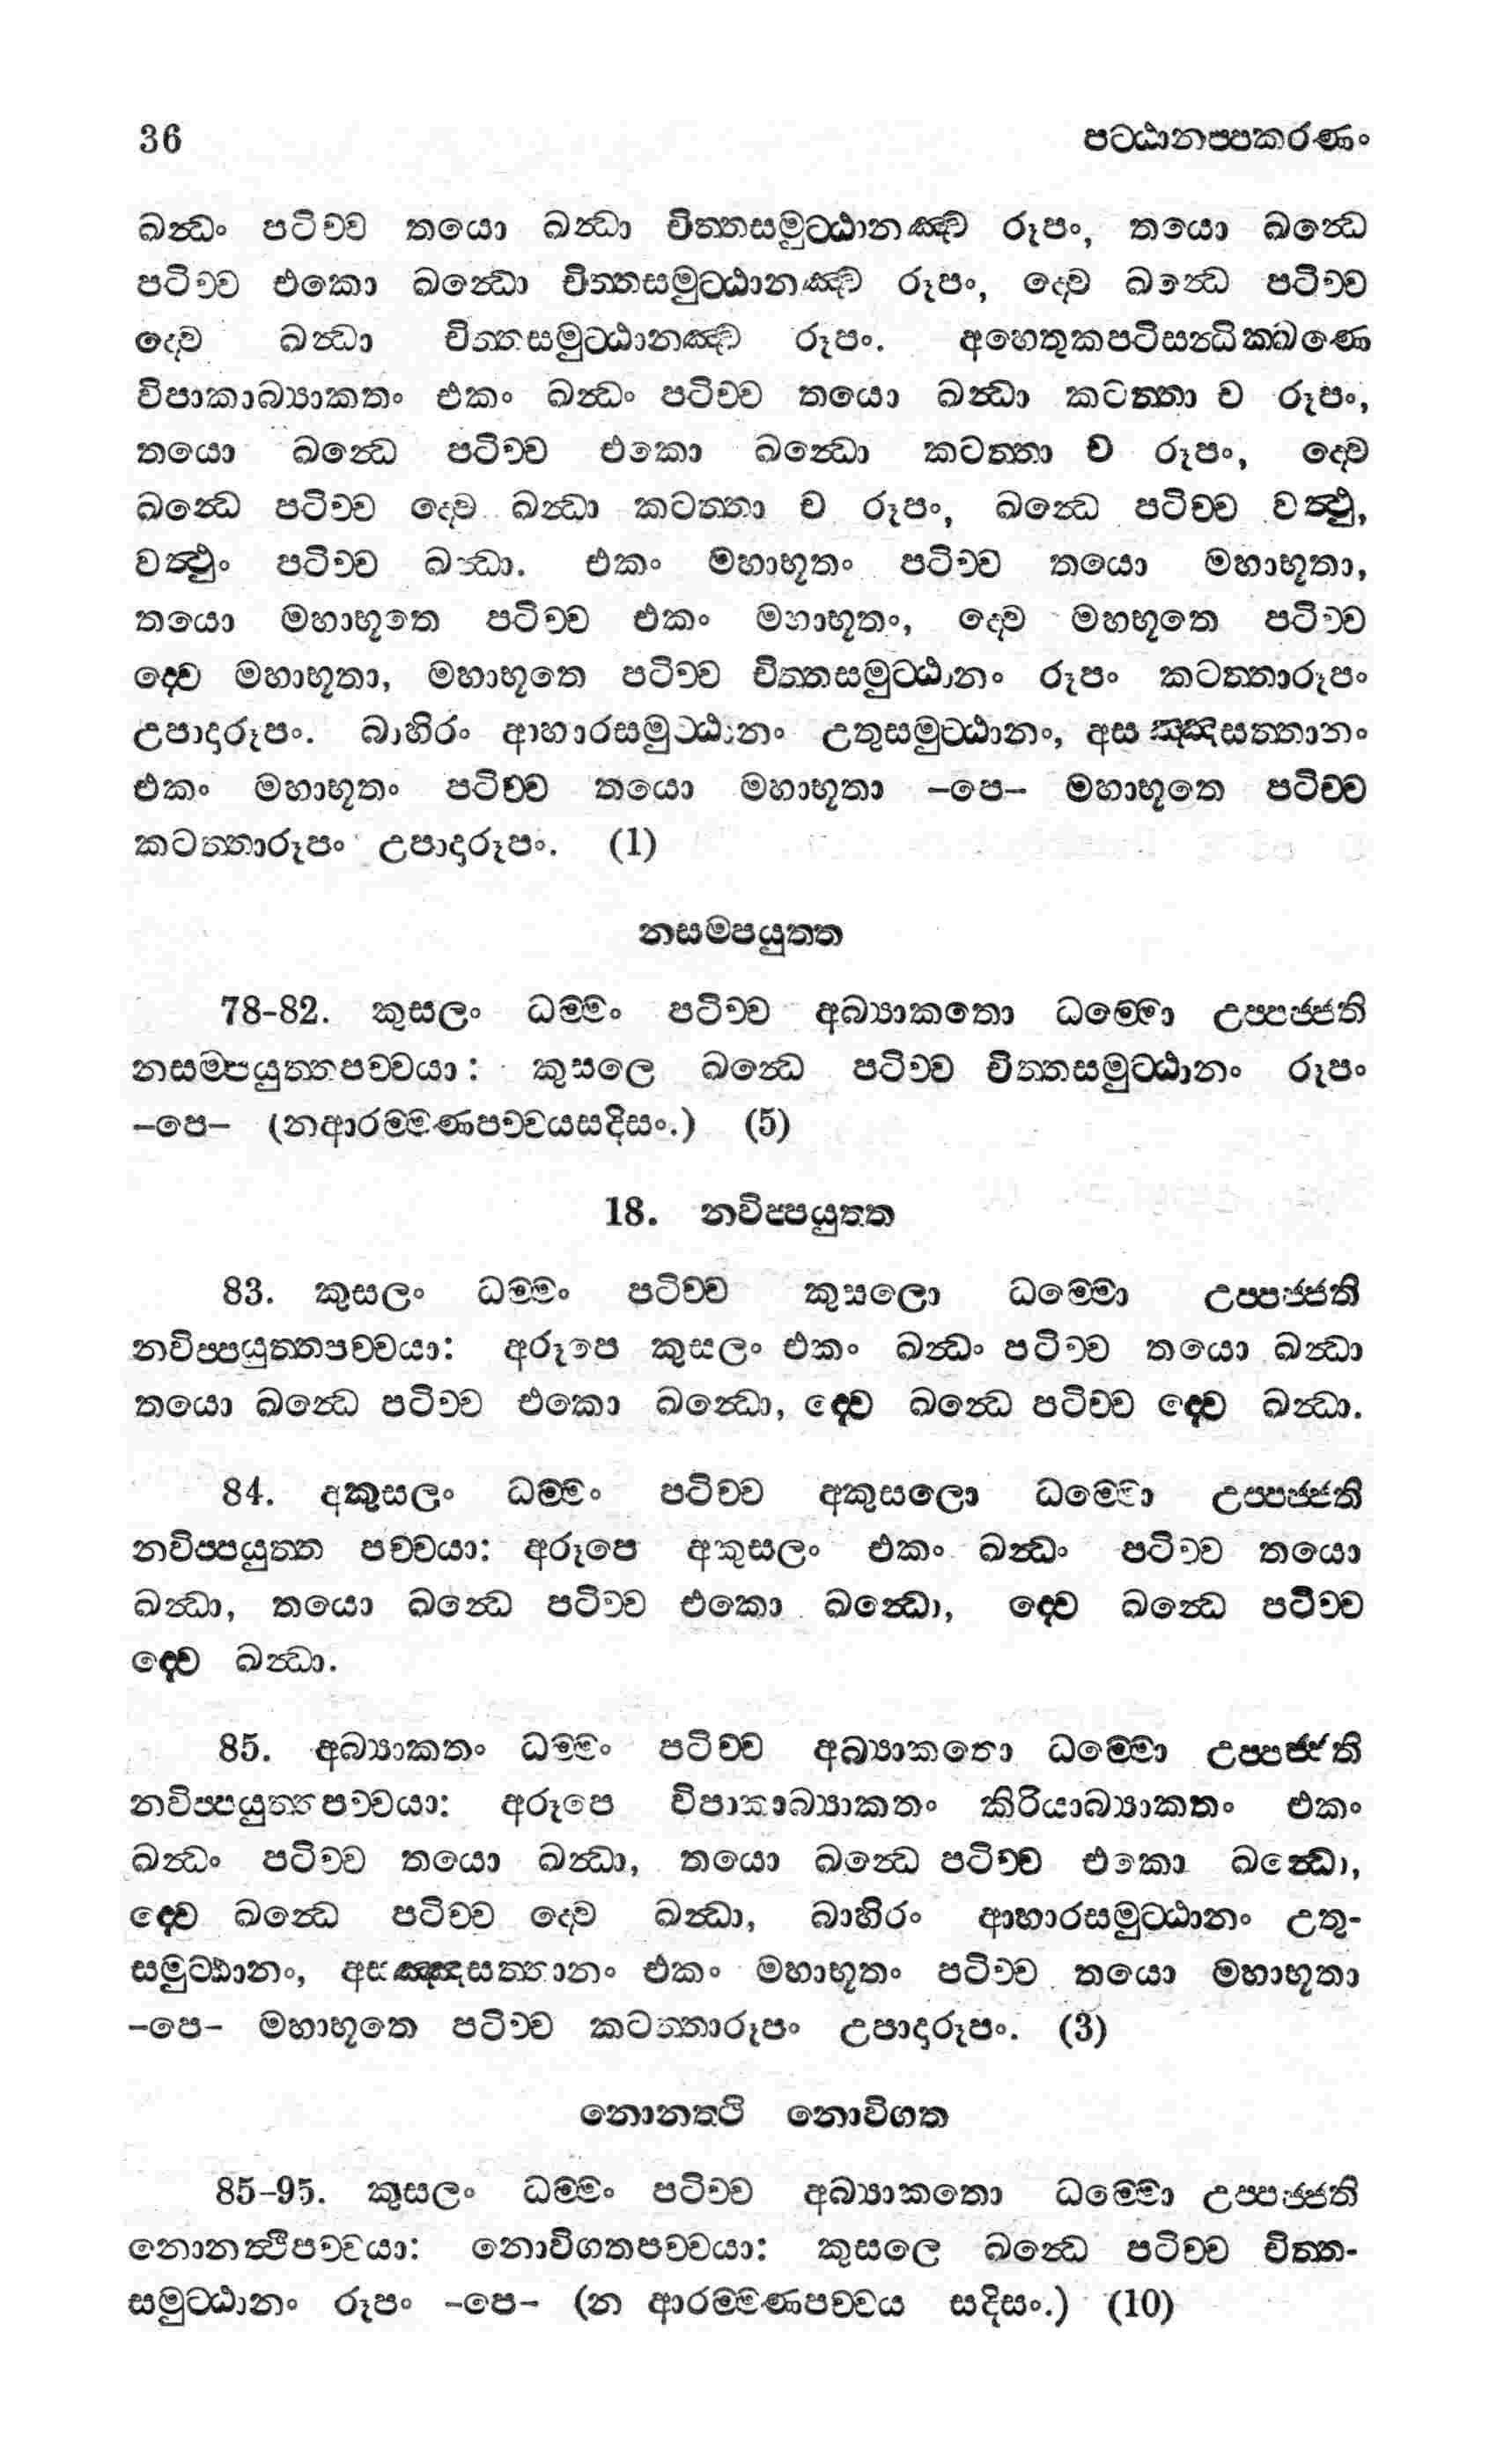 36 පට්ඨානප්පකරණං
ඛන්ධං පටිච්ච තයො ඛන්ධා චිත්තසමුට්ඨානඤ්ච රූපං, තයො ඛන්ධෙ
පටිච්ච එකො ඛන්ධො චිත්තසමුට්ඨානඤ්ච රූපං, ද්වෙ ඛන්ධෙ පටිච්ච
ද්වෙ ඛන්ධා චිත්තසමුට්ඨානඤ්ච රූපං. අහෙතුකපටිසන්ධික්ඛණෙ
විපාකාබ්‍යාකතං එකං ඛන්ධං පටිච්ච තයො ඛන්ධා කටත්තා ච රූපං,
තයො ඛන්ධෙ පටිච්ච එකො ඛන්ධො කටත්තා ච රූපං, ද්වෙ
ඛන්ධෙ පටිච්ච ද්වෙ ඛන්ධා කටත්තා ච රූපං, ඛන්ධෙ පටිච්ච වත්ථු,
වත්ථුං පටිච්ච ඛන්ධා. එකං මහාභූතං පටිච්ච තයො මහාභූතා,
තයො මහාභූතෙ පටිච්ච එකං මහාභූතං, ද්වෙ මහභූතෙ පටිච්ච
ද්වෙ මහාභූතා, මහාභූතෙ පටිච්ච චිත්තසමුට්ඨානං රූපං කටත්තාරූපං
උපාදාරූපං. බාහිරං ආහාරසමුට්ඨානං උතුසමුට්ඨානං, අසඤ්ඤසත්තානං
එකං මහාභූතං පටිච්ච තයො මහාභූතා –පෙ– මහාභූතෙ පටිච්ච
කටත්තාරූපං උපාදාරූපං. (1)
නසම්පයුත්ත
78-82. කුසලං ධම්මං පටිච්ච අබ්‍යාකතො ධම්මො උප්පජ්ජති
නසම්පයුත්තපච්චයා: කුසලෙ ඛන්ධෙ පටිච්ච චිත්තසමුට්ඨානං රූපං
–පෙ– (නආරම්මණපච්චයසදිසං.) (5)
18. නවිප්පයුත්ත
83. කුසලං ධම්මං පටිච්ච කුසලො ධම්මො උප්පජ්ජති
නවිප්පයුත්තපච්චයා: අරූපෙ කුසලං එකං ඛන්ධං පටිච්ච තයො ඛන්ධා
තයො ඛන්ධෙ පටිච්ච එකො ඛන්ධො, ද්වෙ ඛන්ධෙ පටිච්ච ද්වෙ ඛන්ධා.
84. අකුසලං ධම්මං පටිච්ච අකුසලො ධම්මො උප්පජ්ජති
නවිප්පයුත්ත පච්චයා: අරූපෙ අකුසලං එකං ඛන්ධං පටිච්ච තයො
ඛන්ධා, තයො ඛන්ධෙ පටිච්ච එකො ඛන්ධො, ද්වෙ ඛන්ධෙ පටිච්ච
ද්වෙ ඛන්ධා.
85. අබ්‍යාකතං ධම්මං පටිච්ච අබ්‍යාකතො ධම්මො උප්පජ්ජති
නවිප්පයුත්තපච්චයා: අරූපෙ විපාකාබ්‍යාකතං කිරියාබ්‍යාකතං එකං
ඛන්ධං පටිච්ච තයො ඛන්ධා, තයො ඛන්ධෙ පටිච්ච එකො ඛන්ධො,
ද්වෙ ඛන්ධෙ පටිච්ච ද්වෙ ඛන්ධා, බාහිරං ආහාරසමුට්ඨානං උතු-
සමුට්ඨානං, අසඤ්ඤසත්තානං එකං මහාභූතං පටිච්ච තයො මහාභූතා
–පෙ– මහාභූතෙ පටිච්ච කටත්තාරූපං උපාදාරූපං. (3)
නොනත්ථි නොවිගත
85-95. කුසලං ධම්මං පටිච්ච අබ්‍යාකතො ධම්මො උප්පජ්ජති
නොනත්ථිපච්චයා: නොවිගතපච්චයා: කුසලෙ ඛන්ධෙ පටිච්ච චිත්ත-
සමුට්ඨානං රූපං –පෙ– (න ආරම්මණපච්චය සදිසං.) (10)